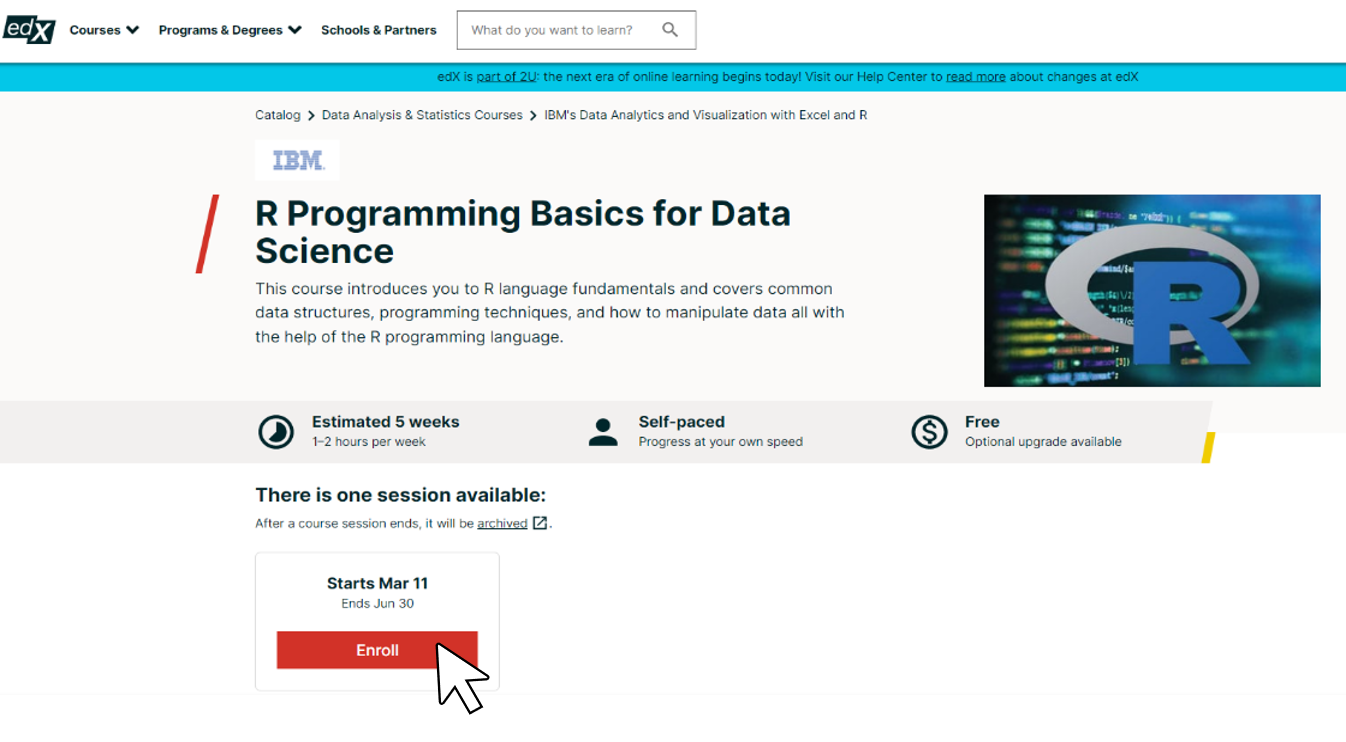 edX Courses Programs & Degrees Schools & Partners What do you want to learn?
edX is part of 2U: the next era of online learning begins today! Visit our Help Center to read more about changes at edX
Catalog > Data Analysis & Statistics Courses > IBM's Data Analytics and Visualization with Excel and R
IBM.
R Programming Basics for Data
Science
This course introduces you to R language fundamentals and covers common
data structures, programming techniques, and how to manipulate data all with
the help of the R programming language.
R
Estimated 5 weeks
1–2 hours per week
Self-paced
Progress at your own speed
Free
Optional upgrade available
There is one session available:
After a course session ends, it will be archived.
Starts Mar 11
Ends Jun 30
Enroll